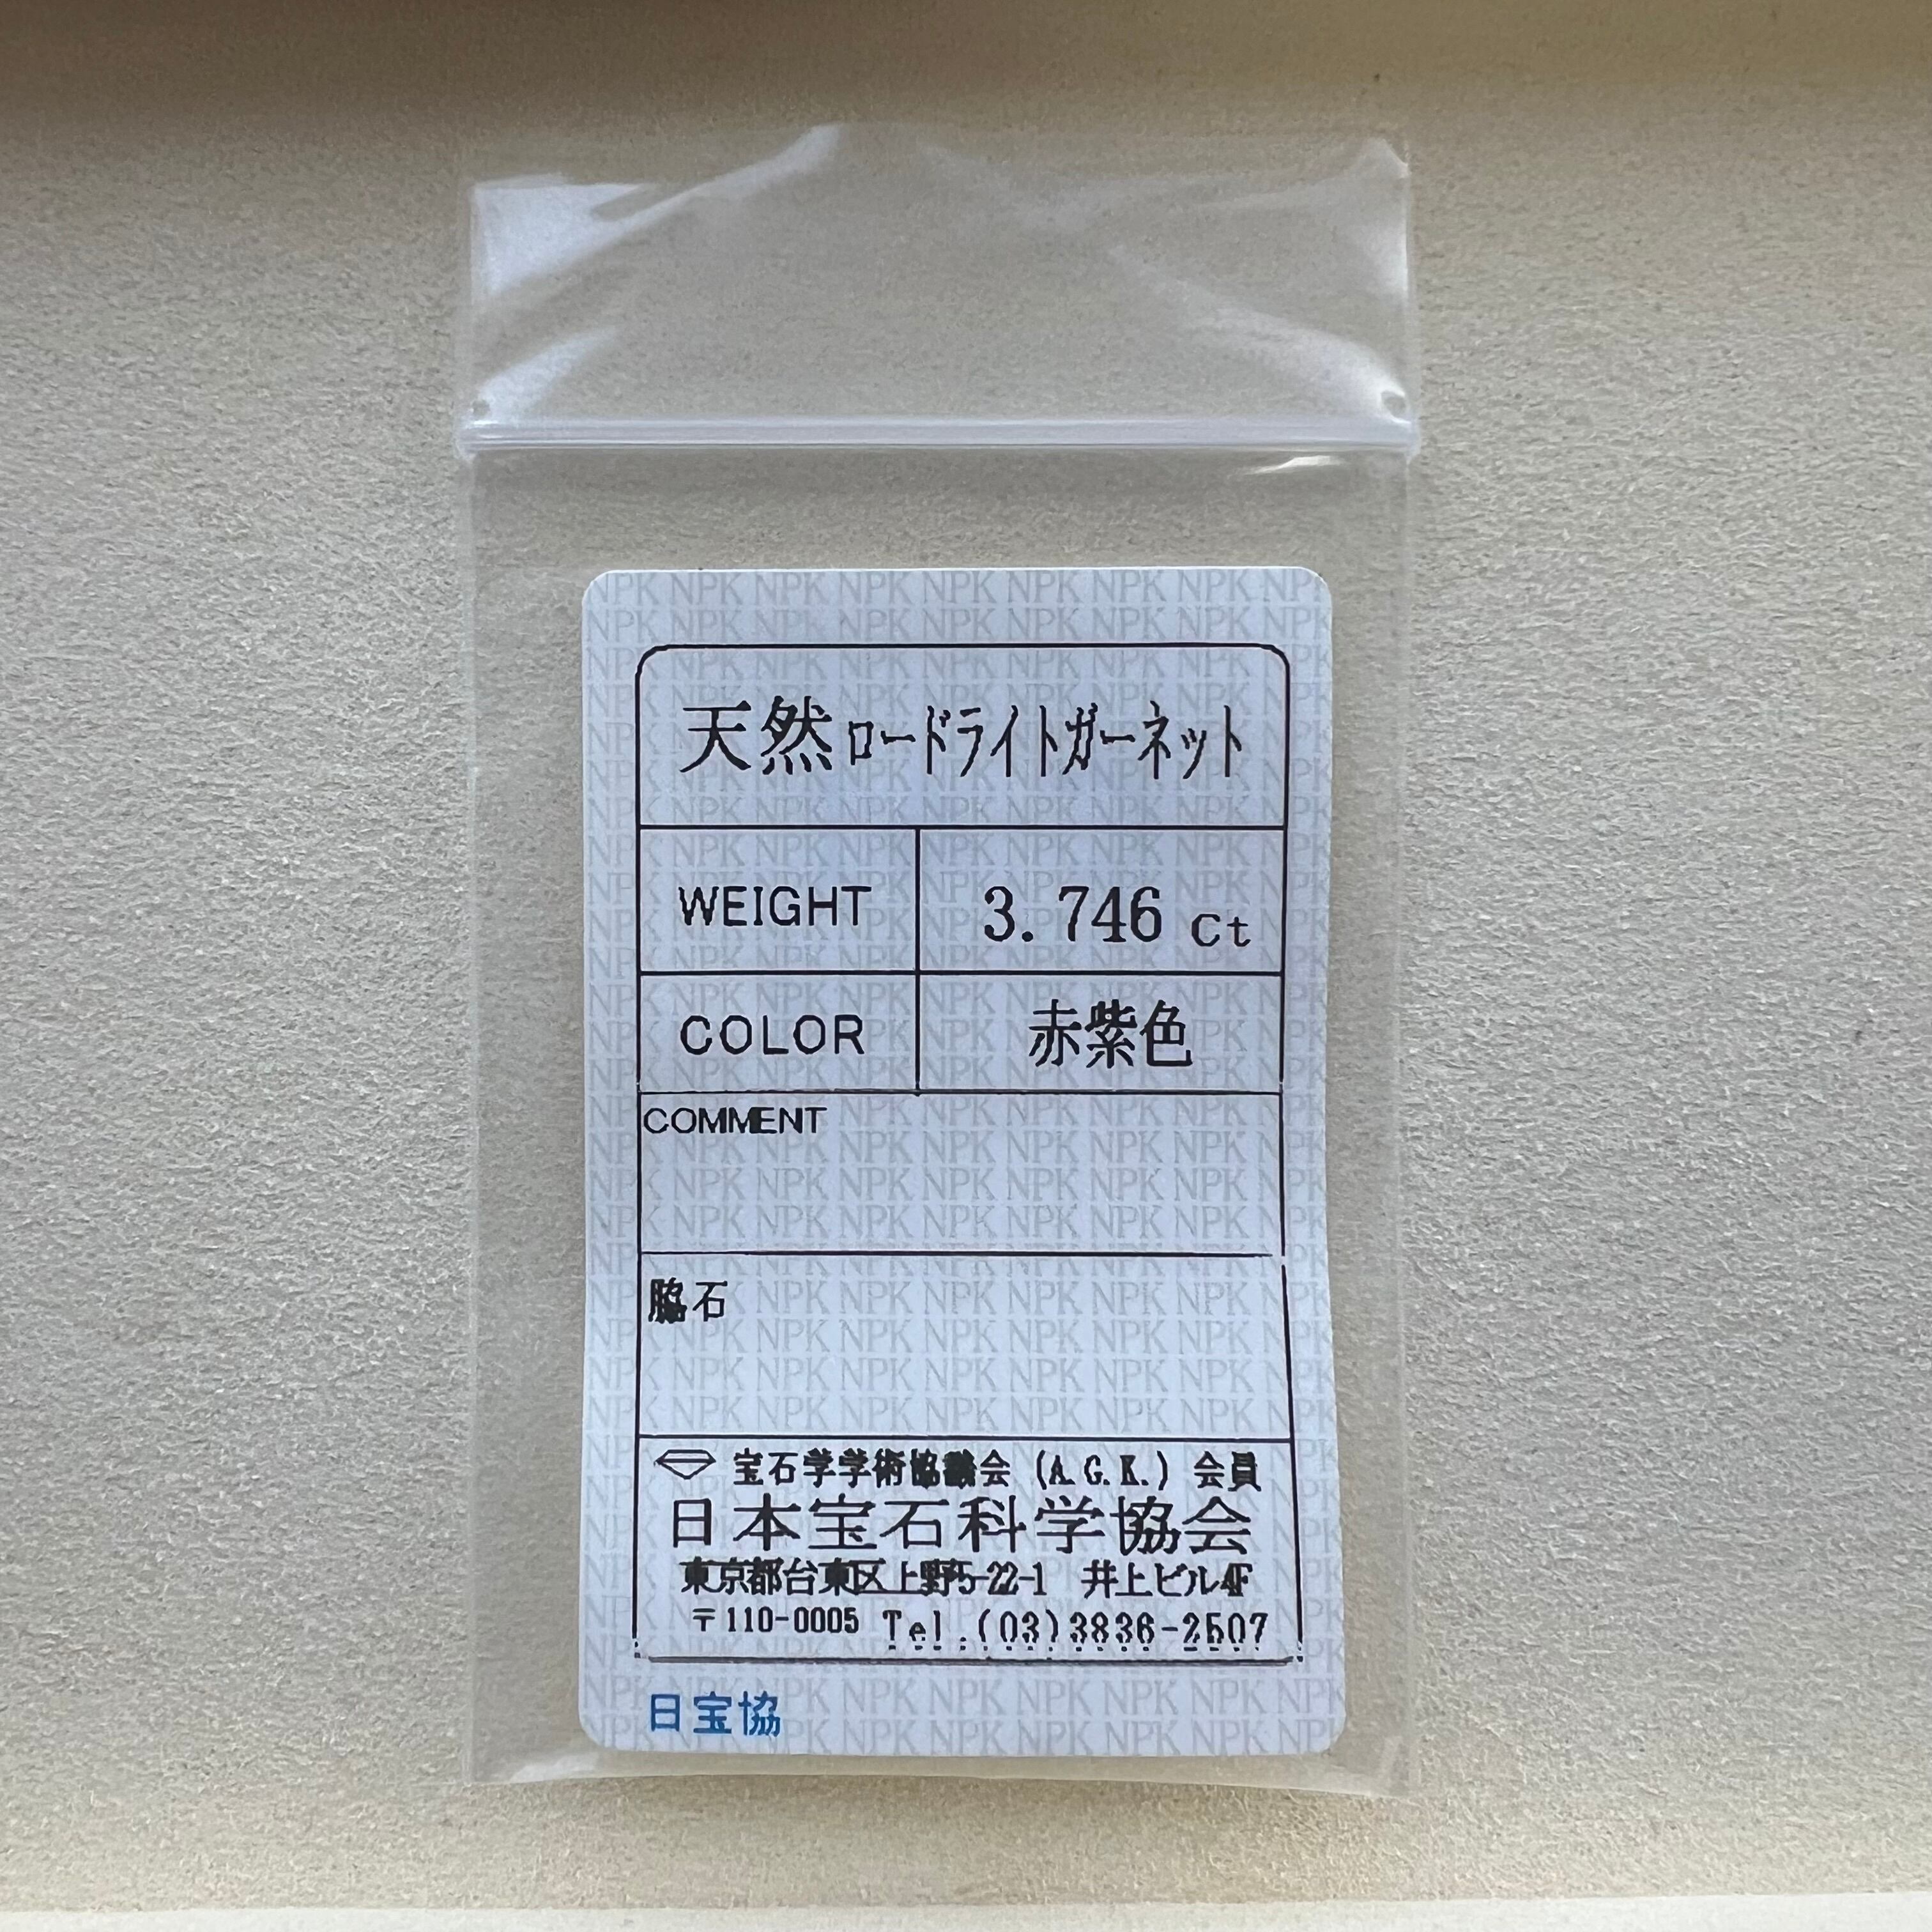 天然ロードライトガーネット
WEIGHT 3.746 ct
COLOR 赤紫色
COMMENT
脇石
宝石学学術協議会 (A.G.K.) 会員
日本宝石科学協会
東京都台東区上野5-22-1 井上ビル4F
〒110-0005 Tel.(03)3836-2507
日宝協